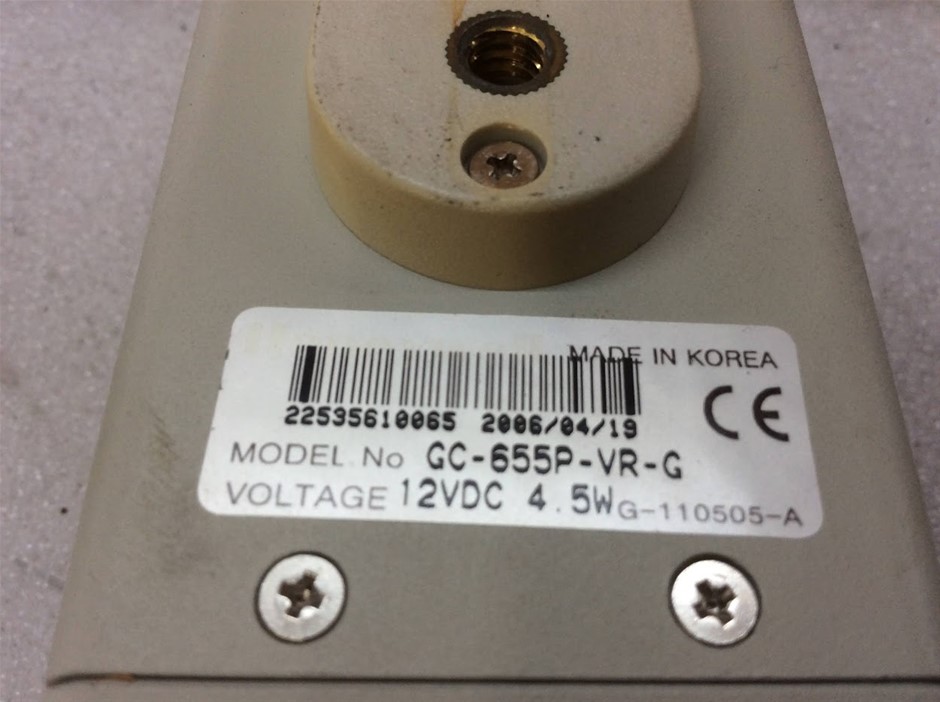 MADE IN KOREA
22535610065 2006/04/19
CE
MODEL No GC-655P-VR-G
VOLTAGE 12VDC 4.5W G-110505-A